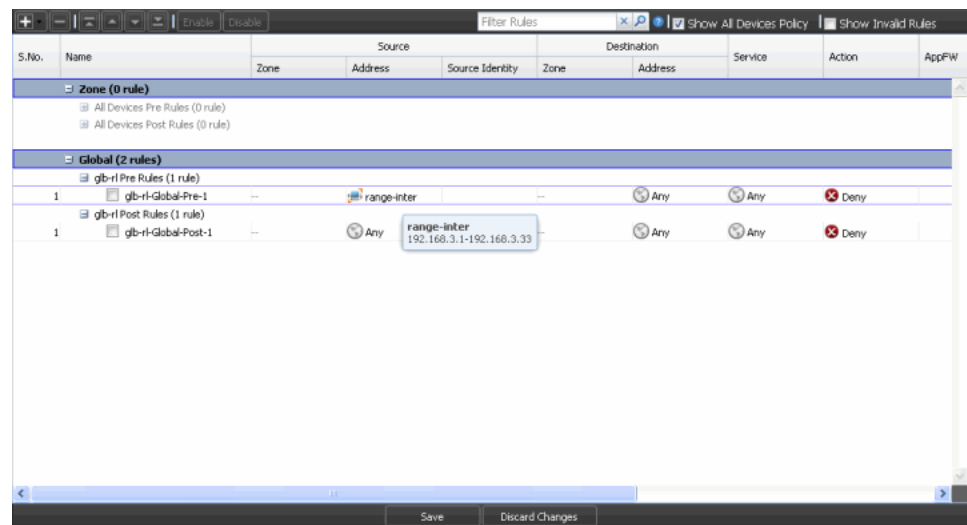 Enable Disable Filter Rules Show All Devices Policy Show Invalid Rules
S.No. Name Source Destination Service Action AppFW
Zone Address Source Identity Zone Address
Zone (0 rule)
All Devices Pre Rules (0 rule)
All Devices Post Rules (0 rule)
Global (2 rules)
glb-rl Pre Rules (1 rule)
1 glb-rl-Global-Pre-1 -- range-inter -- Any Any Deny
glb-rl Post Rules (1 rule)
1 glb-rl-Global-Post-1 -- Any -- Any Any Deny
range-inter
192.168.3.1-192.168.3.33
Save Discard Changes